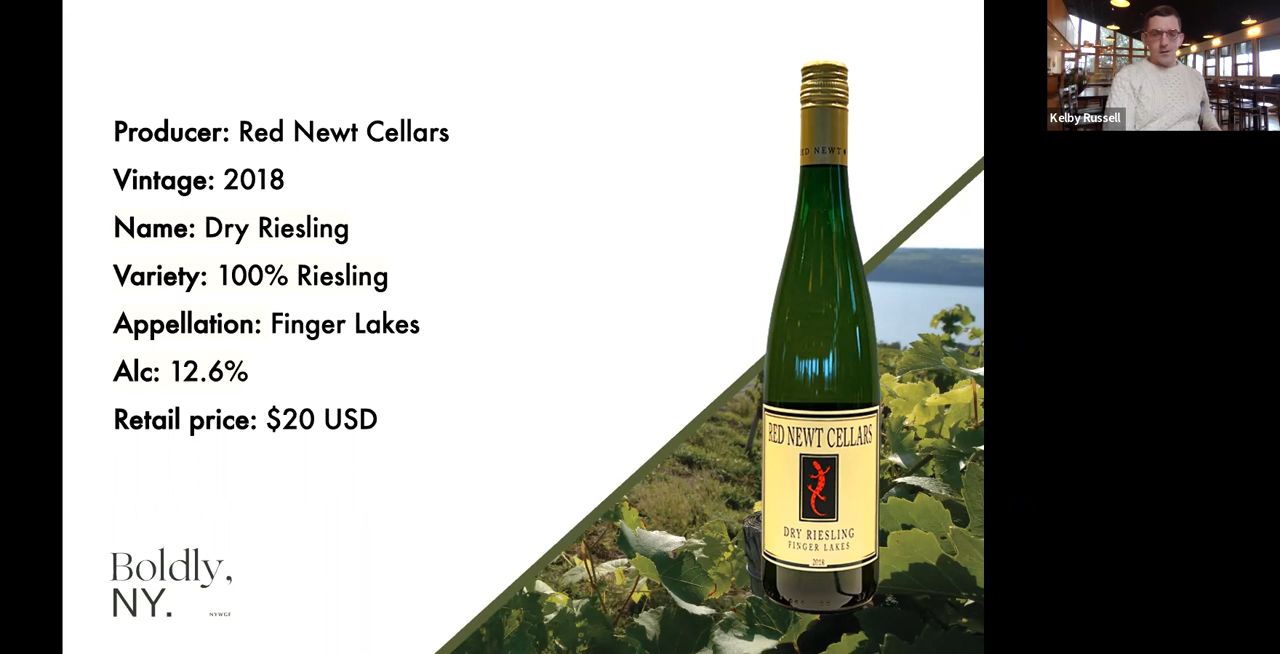 Producer: Red Newt Cellars
Vintage: 2018
Name: Dry Riesling
Variety: 100% Riesling
Appellation: Finger Lakes
Alc: 12.6%
Retail price: $20 USD
Boldly,
NY.
NYWGF
RED NEWT
RED NEWT CELLARS
DRY RIESLING
FINGER LAKES
2018
Kelby Russell